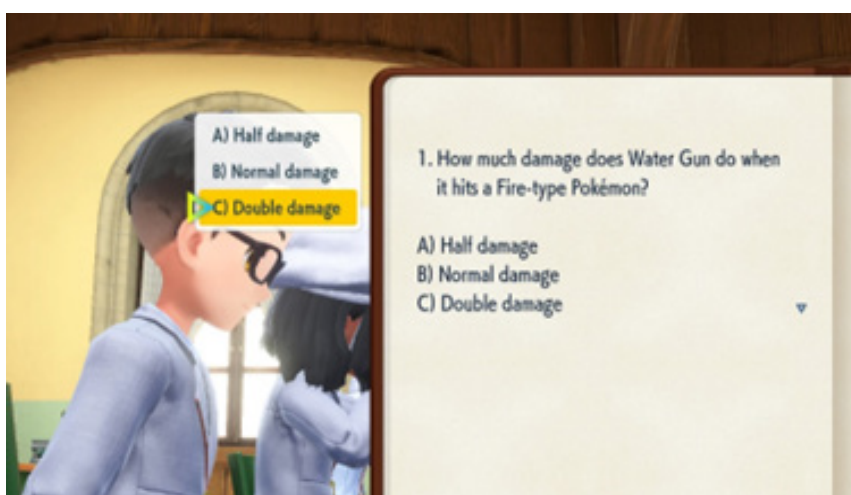 A) Half damage
B) Normal damage
C) Double damage
1. How much damage does Water Gun do when
it hits a Fire-type Pokémon?
A) Half damage
B) Normal damage
C) Double damage